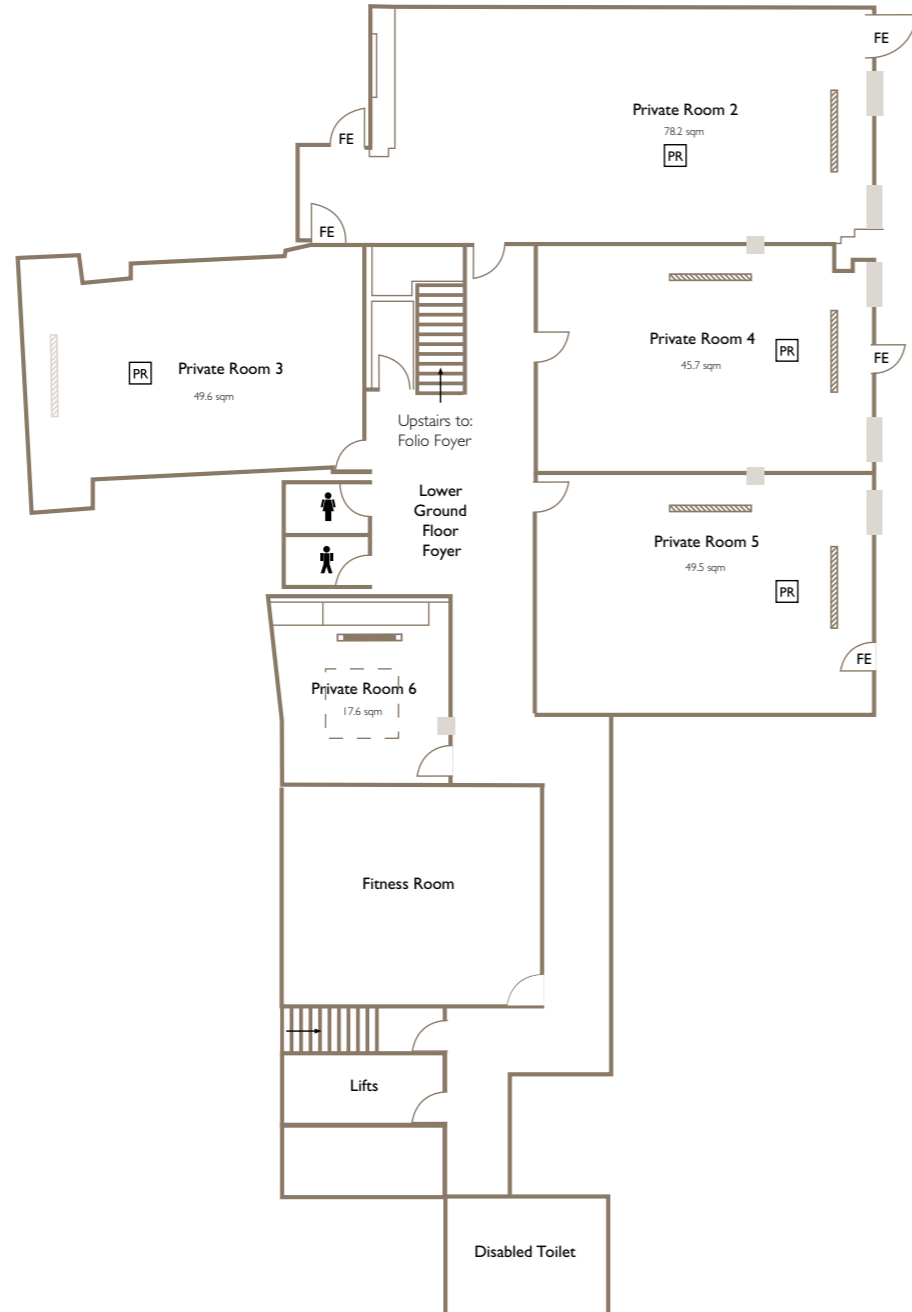 FE
Private Room 2
78.2 sqm
PR
FE
FE
Private Room 4
PR
45.7 sqm
FE
PR
Private Room 3
49.6 sqm
Upstairs to:
Folio Foyer
Lower
Ground
Floor
Foyer
Private Room 5
49.5 sqm
PR
FE
Private Room 6
17.6 sqm
Fitness Room
Lifts
Disabled Toilet